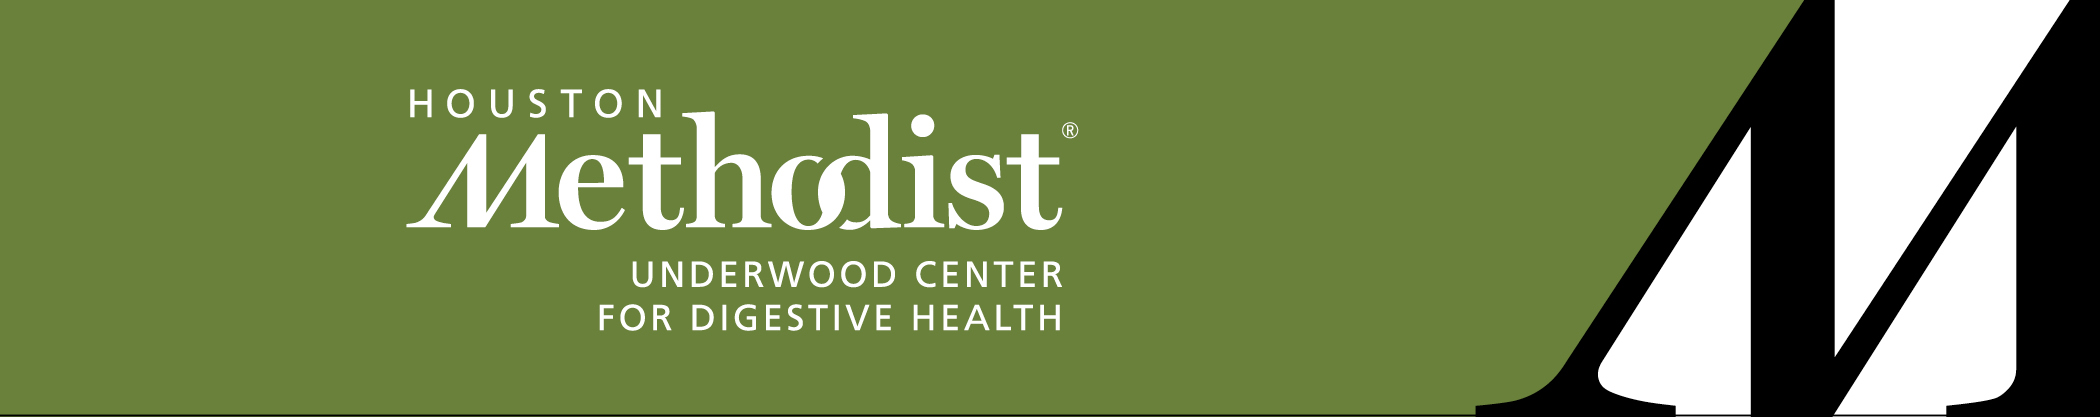 HOUSTON
Methodist®
UNDERWOOD CENTER
FOR DIGESTIVE HEALTH
M